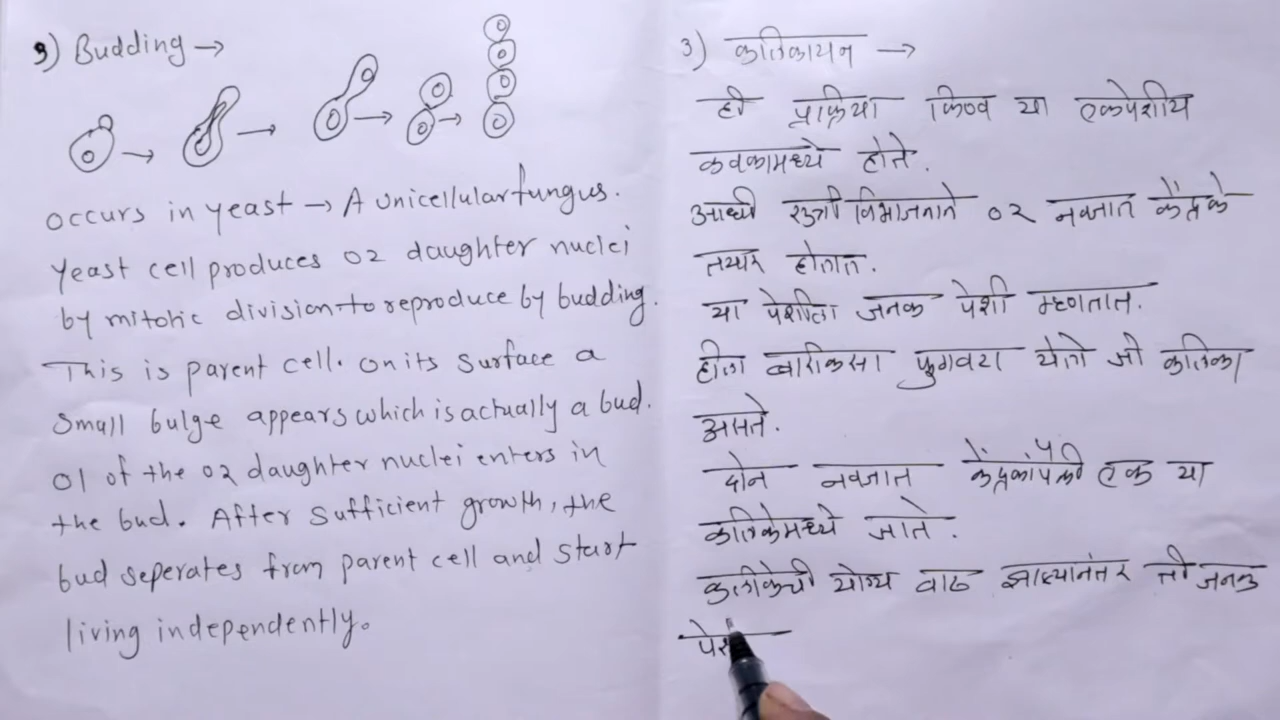 3) Budding →
occurs in yeast → A unicellular fungus.
Yeast cell produces 02 daughter nuclei
by mitotic division to reproduce by budding.
This is parent cell. On its surface a
small bulge appears which is actually a bud.
01 of the 02 daughter nuclei enters in
the bud. After sufficient growth, the
bud seperates from parent cell and start
living independently.
3) कलिकायन →
ही प्रक्रिया किण्व या एकपेशीय
कवकामध्ये होते.
आधी सूत्री विभाजनाने ०२ नवजात केंद्रके
तयार होतात.
या पेशीला जनक पेशी म्हणतात.
हीला बारीकसा फुगवटा येतो जी कलिका
असते.
दोन नवजात केंद्रकांपैकी एक या
कलिकेमध्ये जाते.
कलीकेची योग्य वाढ झाल्यानंतर ती जनक